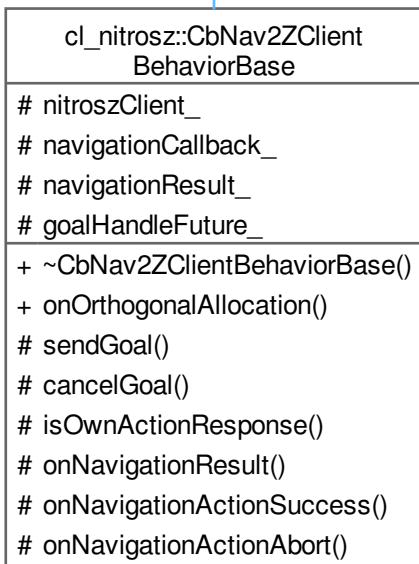 cl_nitrosz::CbNav2ZClient
BehaviorBase
# nitroszClient_
# navigationCallback_
# navigationResult_
# goalHandleFuture_
+ ~CbNav2ZClientBehaviorBase()
+ onOrthogonalAllocation()
# sendGoal()
# cancelGoal()
# isOwnActionResponse()
# onNavigationResult()
# onNavigationActionSuccess()
# onNavigationActionAbort()